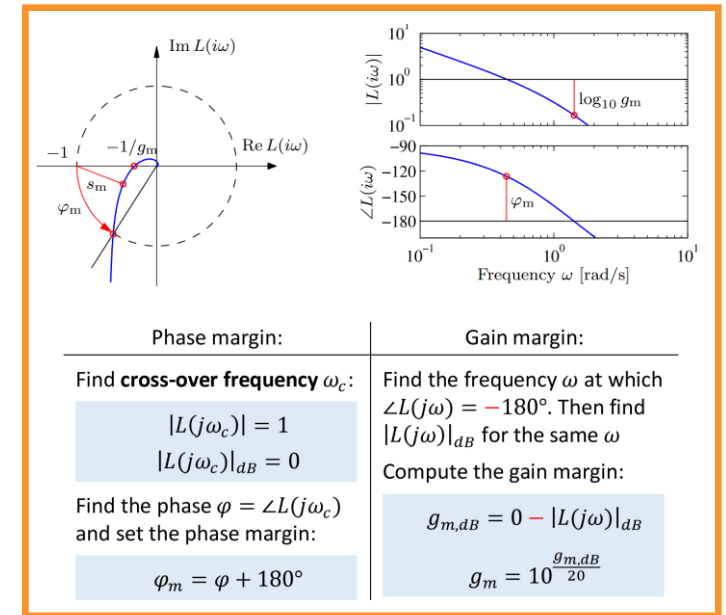 Im L(iω)
−1
−1/gm
Re L(iω)
sm
φm
|L(iω)|
10¹
10⁰
10⁻¹
log₁₀ gm
∠L(iω)
−90
−120
−150
−180
φm
10⁻¹
10⁰
10¹
Frequency ω [rad/s]
Phase margin:
Find cross-over frequency ωc:
|L(jωc)| = 1
|L(jωc)|dB = 0
Find the phase φ = ∠L(jωc)
and set the phase margin:
φm = φ + 180°
Gain margin:
Find the frequency ω at which
∠L(jω) = −180°. Then find
|L(jω)|dB for the same ω
Compute the gain margin:
gm,dB = 0 − |L(jω)|dB
gm = 10^(gm,dB/20)